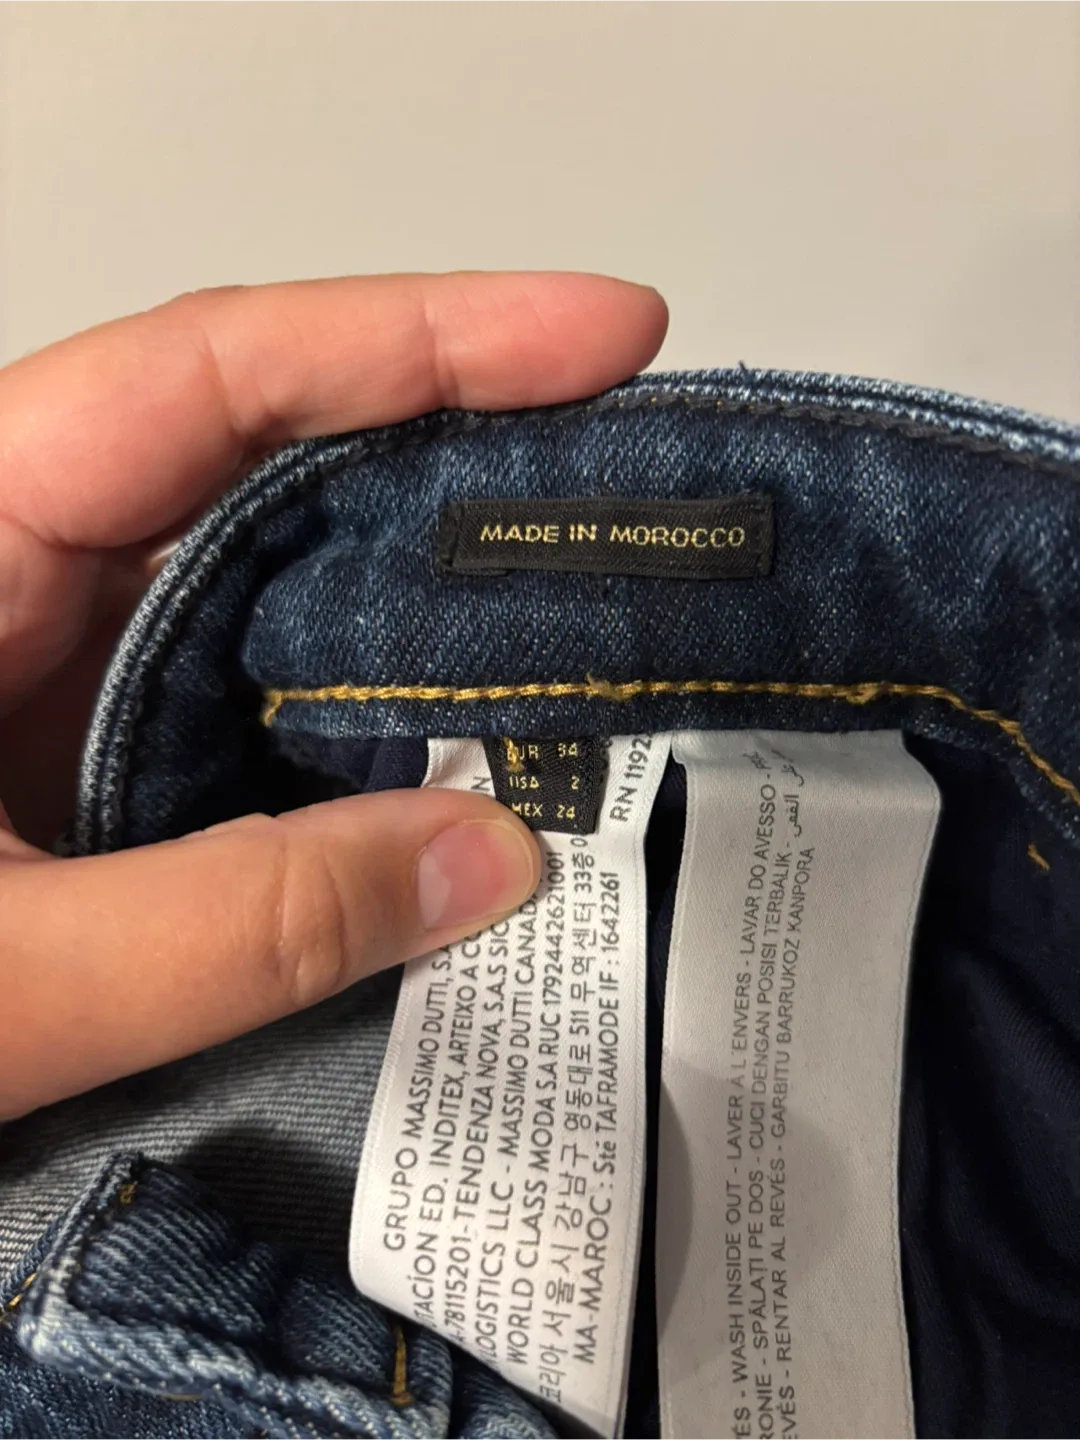 MADE IN MOROCCO
EUR 34
USA 2
MEX 24
RN 1192
GRUPO MASSIMO DUTTI, S.A
ED. INDITEX, ARTEIXO A CO
78115201-TENDENZA NOVA, S.A.S SIC
LOGISTICS LLC - MASSIMO DUTTI CANADA
WORLD CLASS MODA S.A RUC 1792442621001
코리아 서울시 강남구 영동대로 511 무역센터 33층 0
MA-MAROC : Sté TAFRAMODE IF : 1642261
- WASH INSIDE OUT - LAVER A L'ENVERS - LAVAR DO AVESSO -
- SPĂLAŢI PE DOS - CUCI DENGAN POSISI TERBALIK -
- RENTAR AL REVÉS - GARBITU BARRUKOZ KANPORA